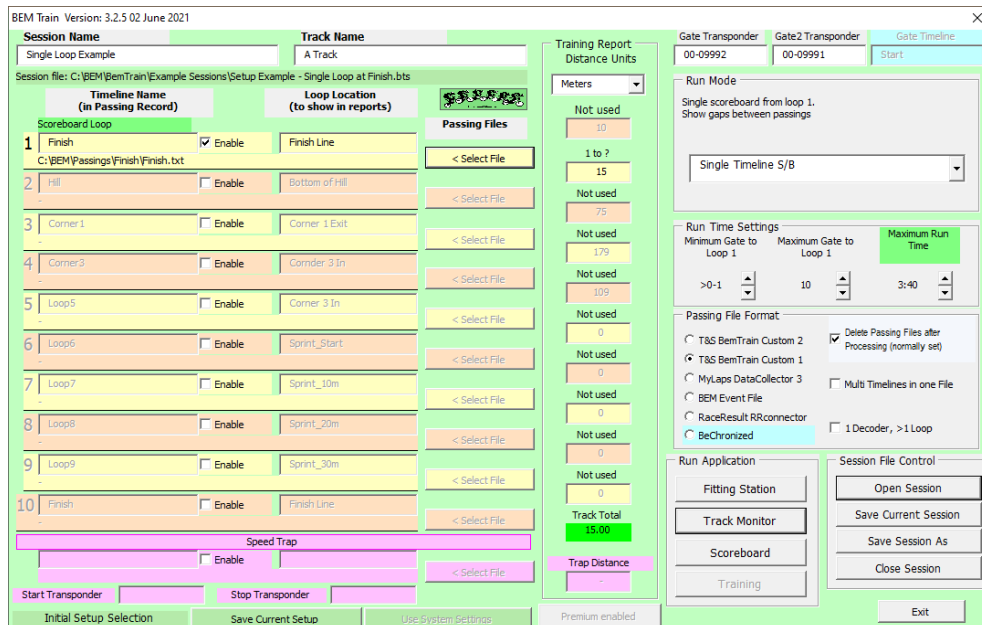 BEM Train Version: 3.2.5 02 June 2021
Session Name
Track Name
Single Loop Example
A Track
Session file: C:\BEM\BemTrain\Example Sessions\Setup Example - Single Loop at Finish.bts
Timeline Name
(in Passing Record)
Loop Location
(to show in reports)
Scoreboard Loop
Passing Files
1 Finish Enable Finish Line
C:\BEM\Passings\Finish\Finish.txt
< Select File
2 Hill Enable Bottom of Hill
-
< Select File
3 Corner1 Enable Corner 1 Exit
-
< Select File
4 Corner3 Enable Cornder 3 In
-
< Select File
5 Loop5 Enable Corner 3 In
-
< Select File
6 Loop6 Enable Sprint_Start
-
< Select File
7 Loop7 Enable Sprint_10m
-
< Select File
8 Loop8 Enable Sprint_20m
-
< Select File
9 Loop9 Enable Sprint_30m
-
< Select File
10 Finish Enable Finish Line
-
< Select File
Speed Trap
Enable
< Select File
Start Transponder
Stop Transponder
Initial Setup Selection
Save Current Setup
Use System Settings
Training Report
Distance Units
Meters
Not used
10
1 to ?
15
Not used
75
Not used
179
Not used
109
Not used
0
Not used
0
Not used
0
Not used
0
Not used
0
Track Total
15.00
Trap Distance
-
Premium enabled
Gate Transponder
00-09992
Gate2 Transponder
00-09991
Gate Timeline
Start
Run Mode
Single scoreboard from loop 1.
Show gaps between passings
Single Timeline S/B
Run Time Settings
Minimum Gate to
Loop 1
>0-1
Maximum Gate to
Loop 1
10
Maximum Run
Time
3:40
Passing File Format
T&S BemTrain Custom 2
T&S BemTrain Custom 1
MyLaps DataCollector 3
BEM Event File
RaceResult RRconnector
BeChronized
Delete Passing Files after
Processing (normally set)
Multi Timelines in one File
1 Decoder, >1 Loop
Run Application
Fitting Station
Track Monitor
Scoreboard
Training
Session File Control
Open Session
Save Current Session
Save Session As
Close Session
Exit